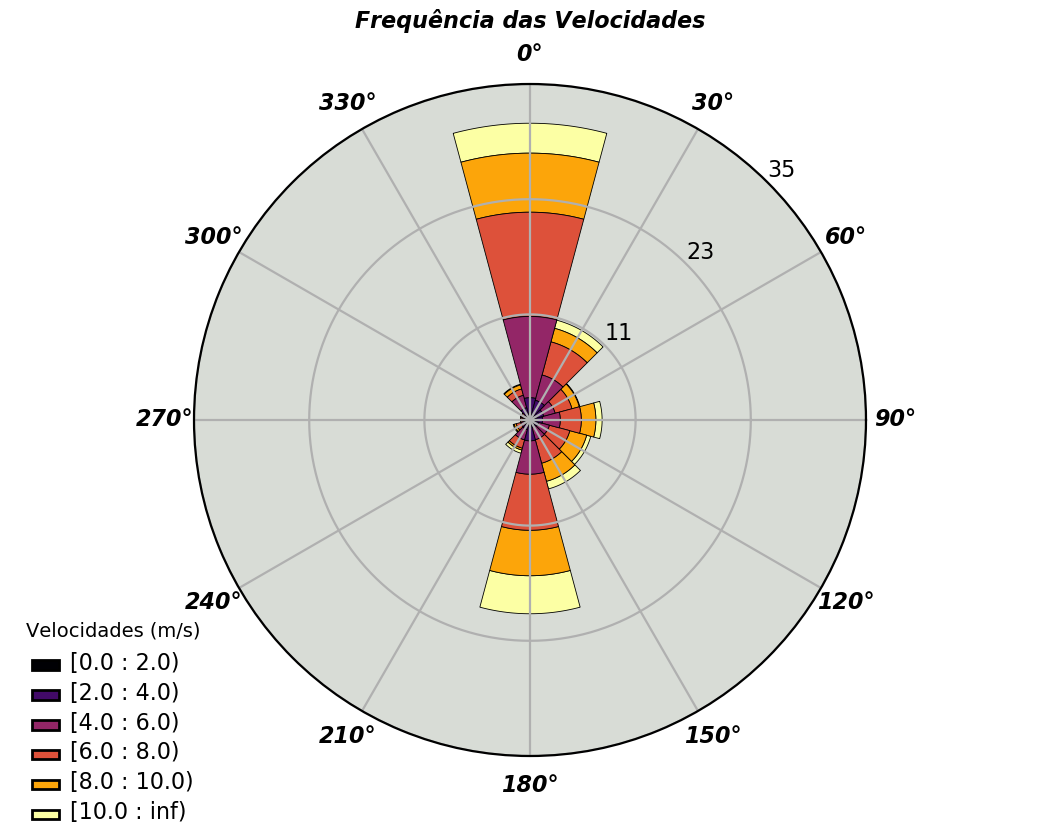 Frequência das Velocidades
0°
330°
30°
35
300°
60°
23
11
270°
90°
240°
120°
210°
150°
180°
Velocidades (m/s)
[0.0 : 2.0)
[2.0 : 4.0)
[4.0 : 6.0)
[6.0 : 8.0)
[8.0 : 10.0)
[10.0 : inf)